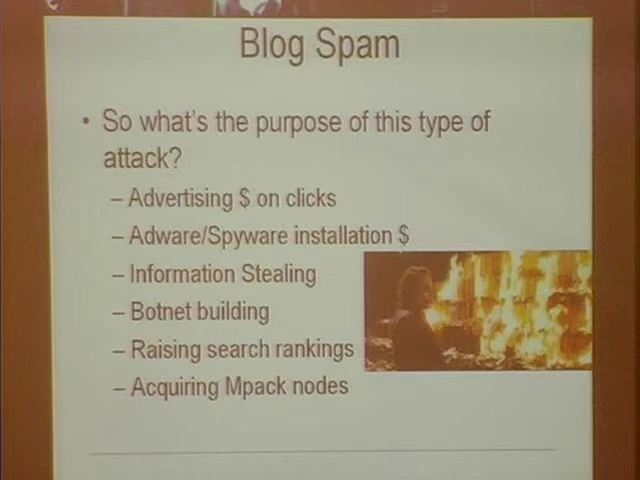 Blog Spam
• So what's the purpose of this type of
attack?
– Advertising $ on clicks
– Adware/Spyware installation $
– Information Stealing
– Botnet building
– Raising search rankings
– Acquiring Mpack nodes